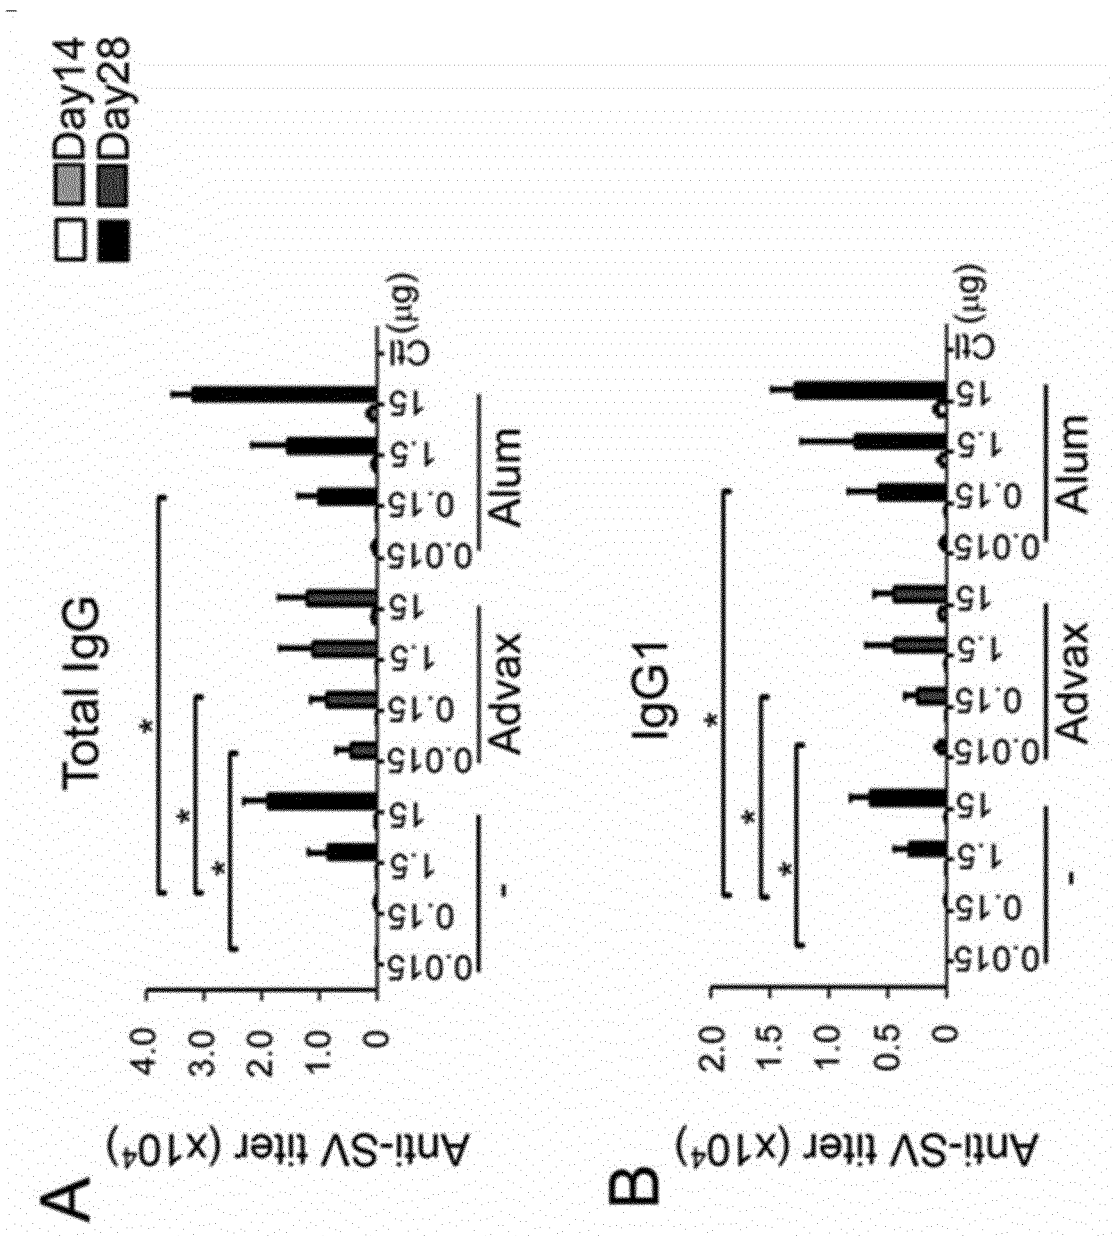 A
Total IgG
Day14
Day28
Anti-SV titer (x10⁴)
4.0
3.0
2.0
1.0
0
0.015 0.15 1.5 15 0.015 0.15 1.5 15 0.015 0.15 1.5 15 Ctl (µg)
- Advax Alum
* * *
B
IgG1
Anti-SV titer (x10⁴)
2.0
1.5
1.0
0.5
0
0.015 0.15 1.5 15 0.015 0.15 1.5 15 0.015 0.15 1.5 15 Ctl (µg)
- Advax Alum
* * *